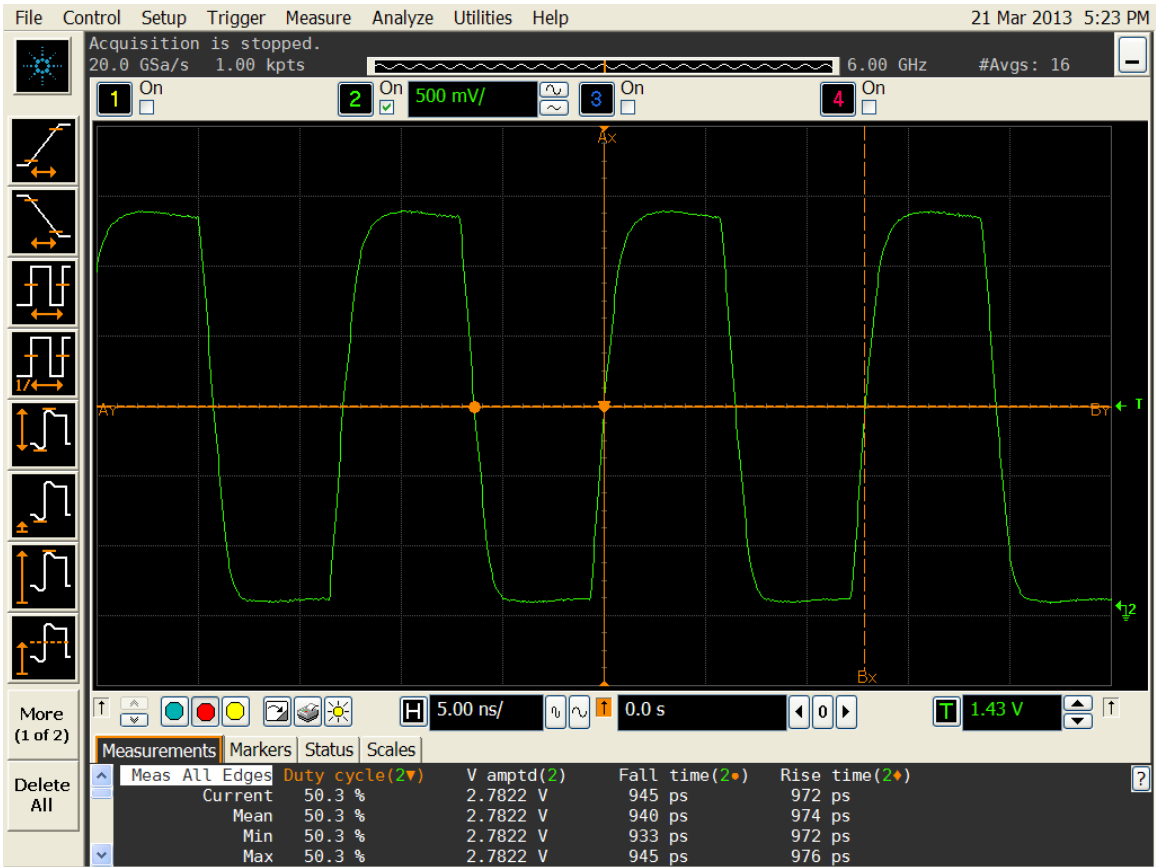 File Control Setup Trigger Measure Analyze Utilities Help 21 Mar 2013 5:23 PM
Acquisition is stopped.
20.0 GSa/s 1.00 kpts 6.00 GHz #Avgs: 16
1 On 2 On 500 mV/ 3 On 4 On
Ax
1/
Ay By T
2
Bx
More
(1 of 2)
Delete
All
H 5.00 ns/ 0.0 s 0 T 1.43 V
Measurements Markers Status Scales
Meas All Edges Duty cycle(2▼) V amptd(2) Fall time(2●) Rise time(2♦) ?
Current 50.3 % 2.7822 V 945 ps 972 ps
Mean 50.3 % 2.7822 V 940 ps 974 ps
Min 50.3 % 2.7822 V 933 ps 972 ps
Max 50.3 % 2.7822 V 945 ps 976 ps